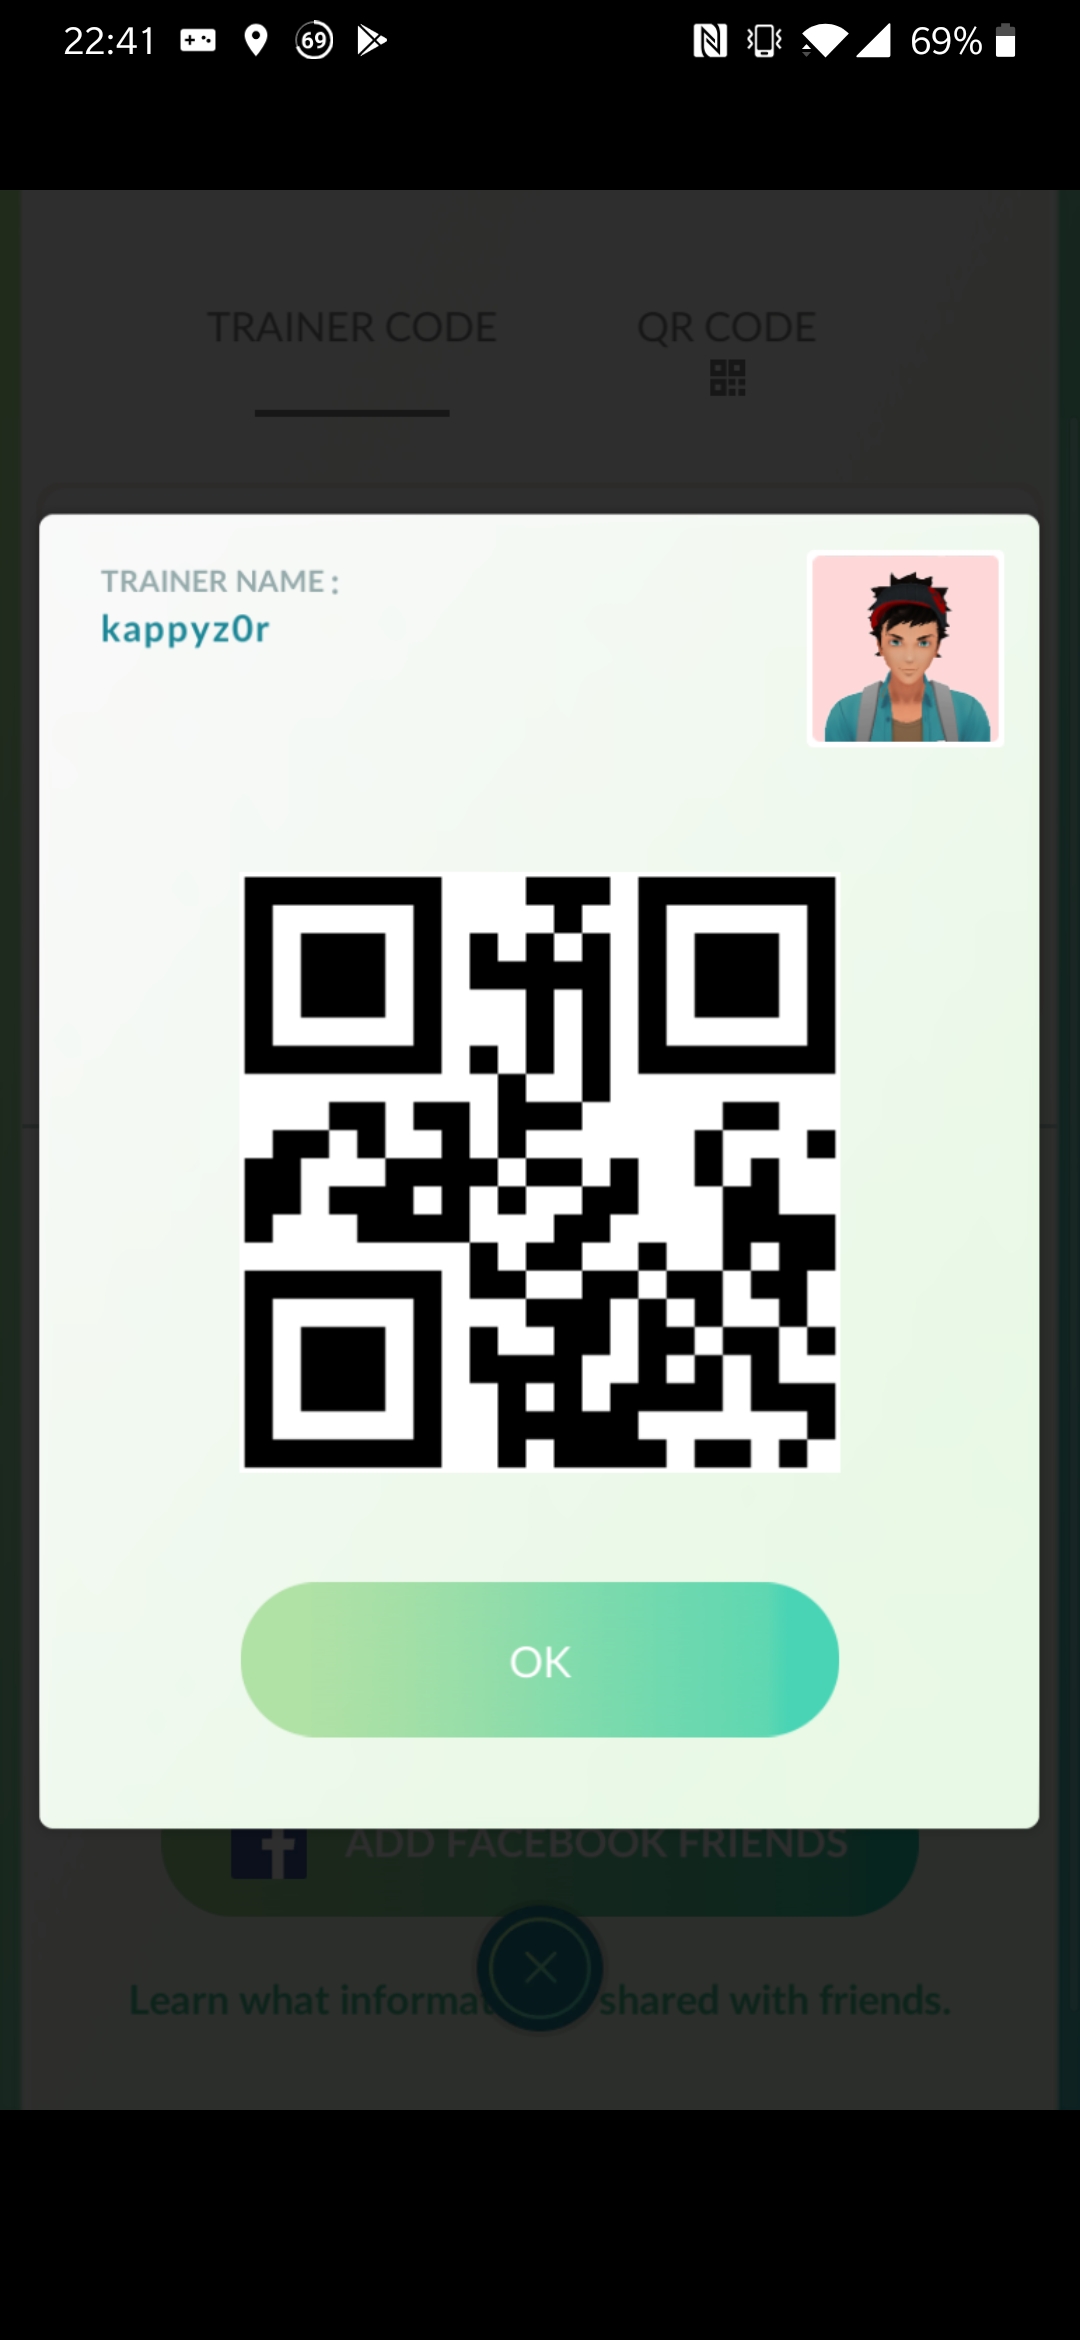 22:41 69 69%
TRAINER CODE QR CODE
TRAINER NAME:
kappyz0r
OK
ADD FACEBOOK FRIENDS
Learn what informa shared with friends.